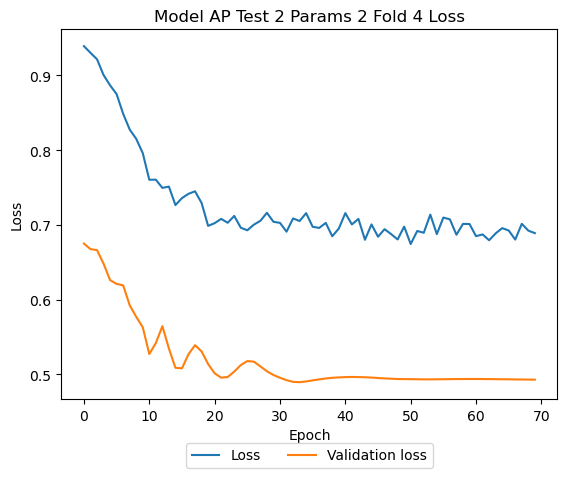 Model AP Test 2 Params 2 Fold 4 Loss
0.9
0.8
0.7
0.6
0.5
Loss
0 10 20 30 40 50 60 70
Epoch
Loss Validation loss